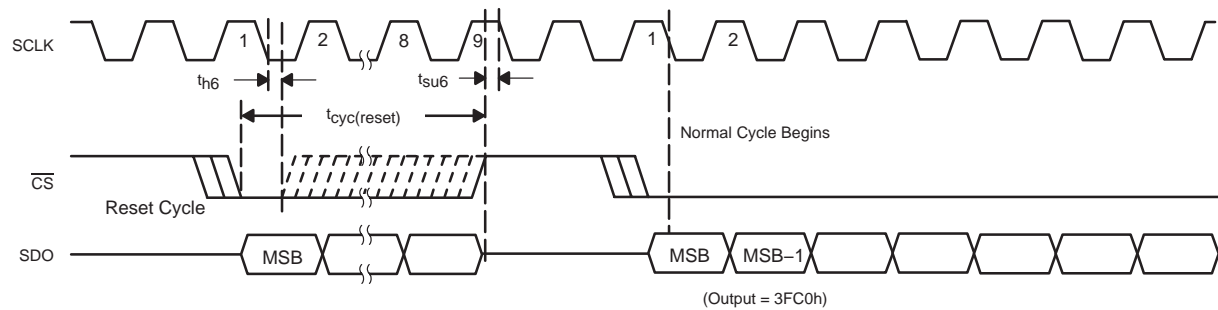 SCLK
1
2
8
9
1
2
th6
tsu6
tcyc(reset)
Normal Cycle Begins
CS
Reset Cycle
SDO
MSB
MSB
MSB–1
(Output = 3FC0h)